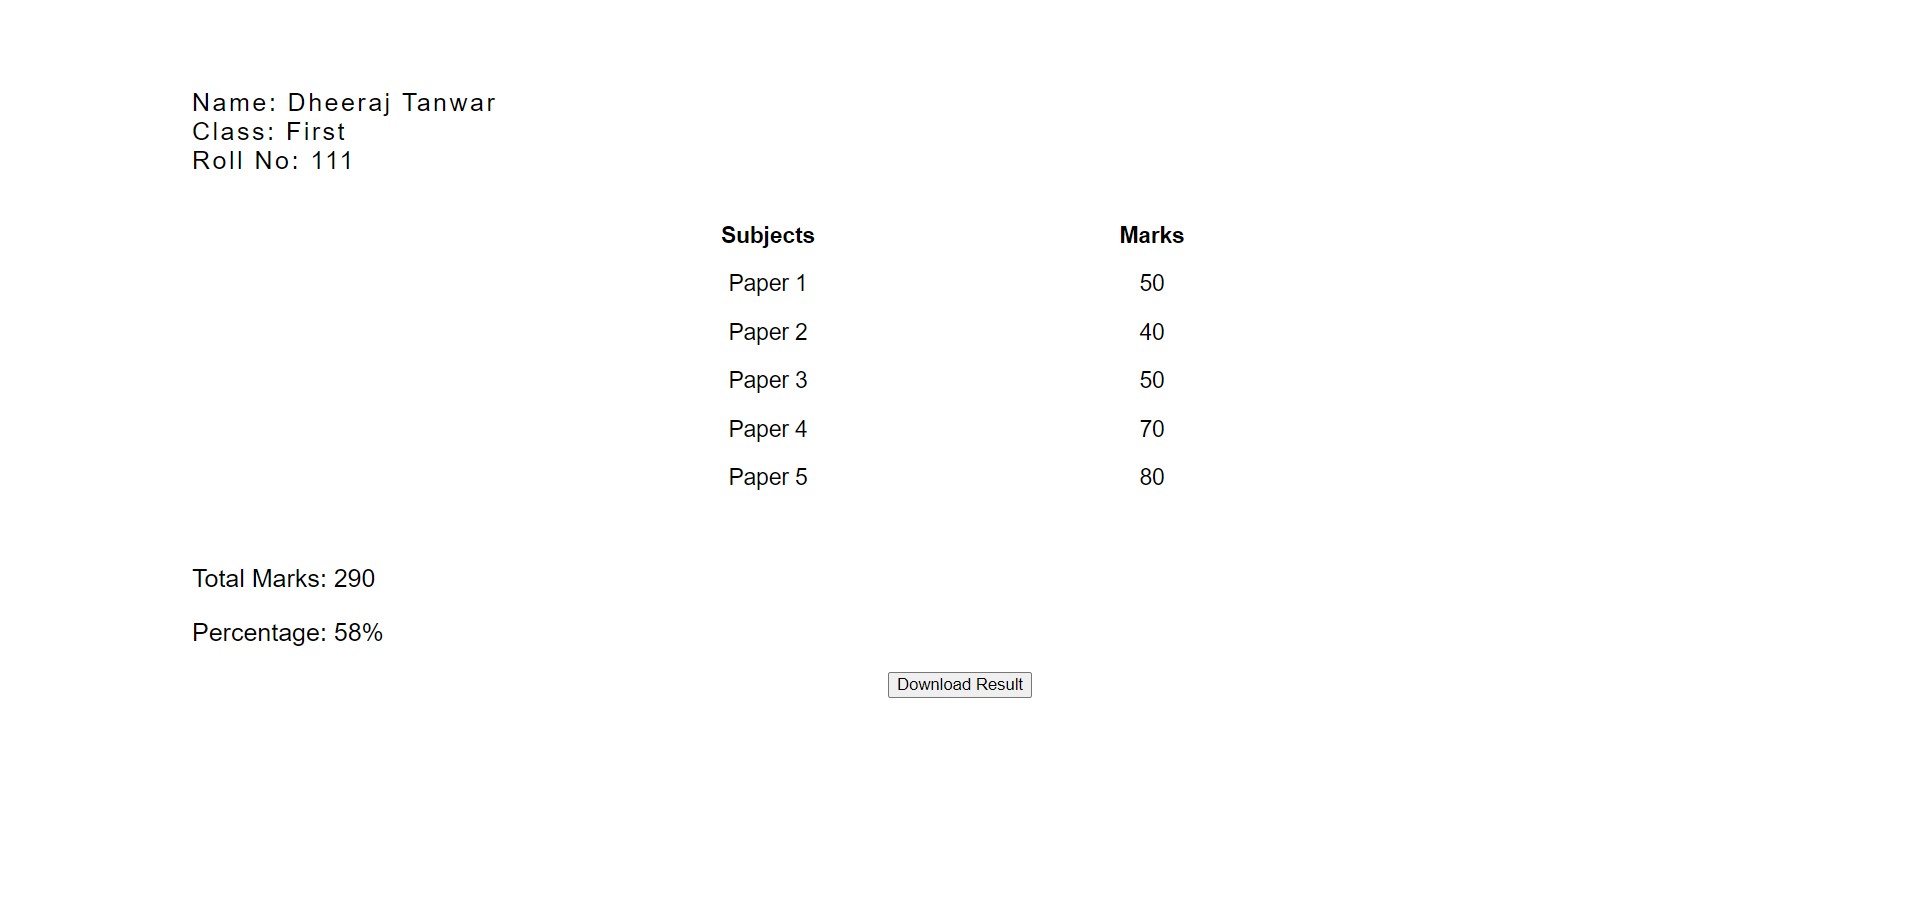 Name: Dheeraj Tanwar
Class: First
Roll No: 111
Subjects Marks
Paper 1 50
Paper 2 40
Paper 3 50
Paper 4 70
Paper 5 80
Total Marks: 290
Percentage: 58%
Download Result